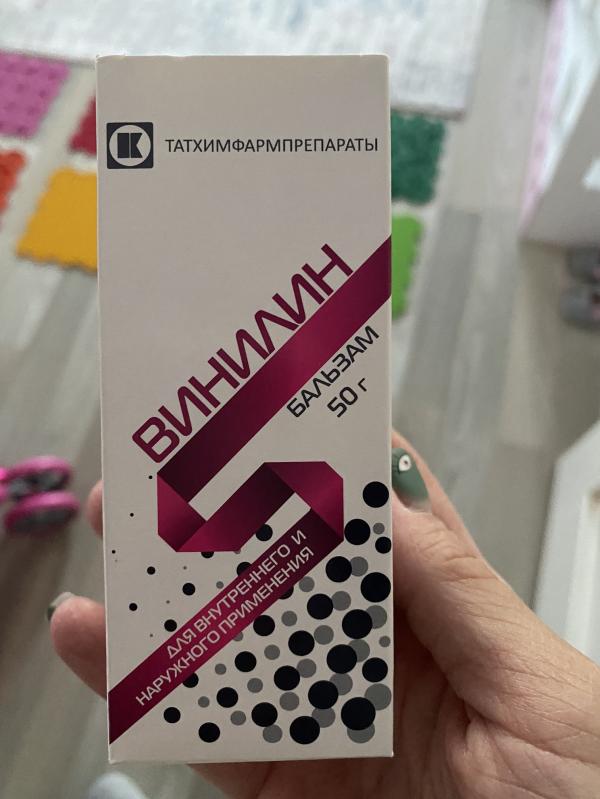 ТАТХИМФАРМПРЕПАРАТЫ
ВИНИЛИН
БАЛЬЗАМ
50 г
ДЛЯ ВНУТРЕННЕГО И
НАРУЖНОГО ПРИМЕНЕНИЯ